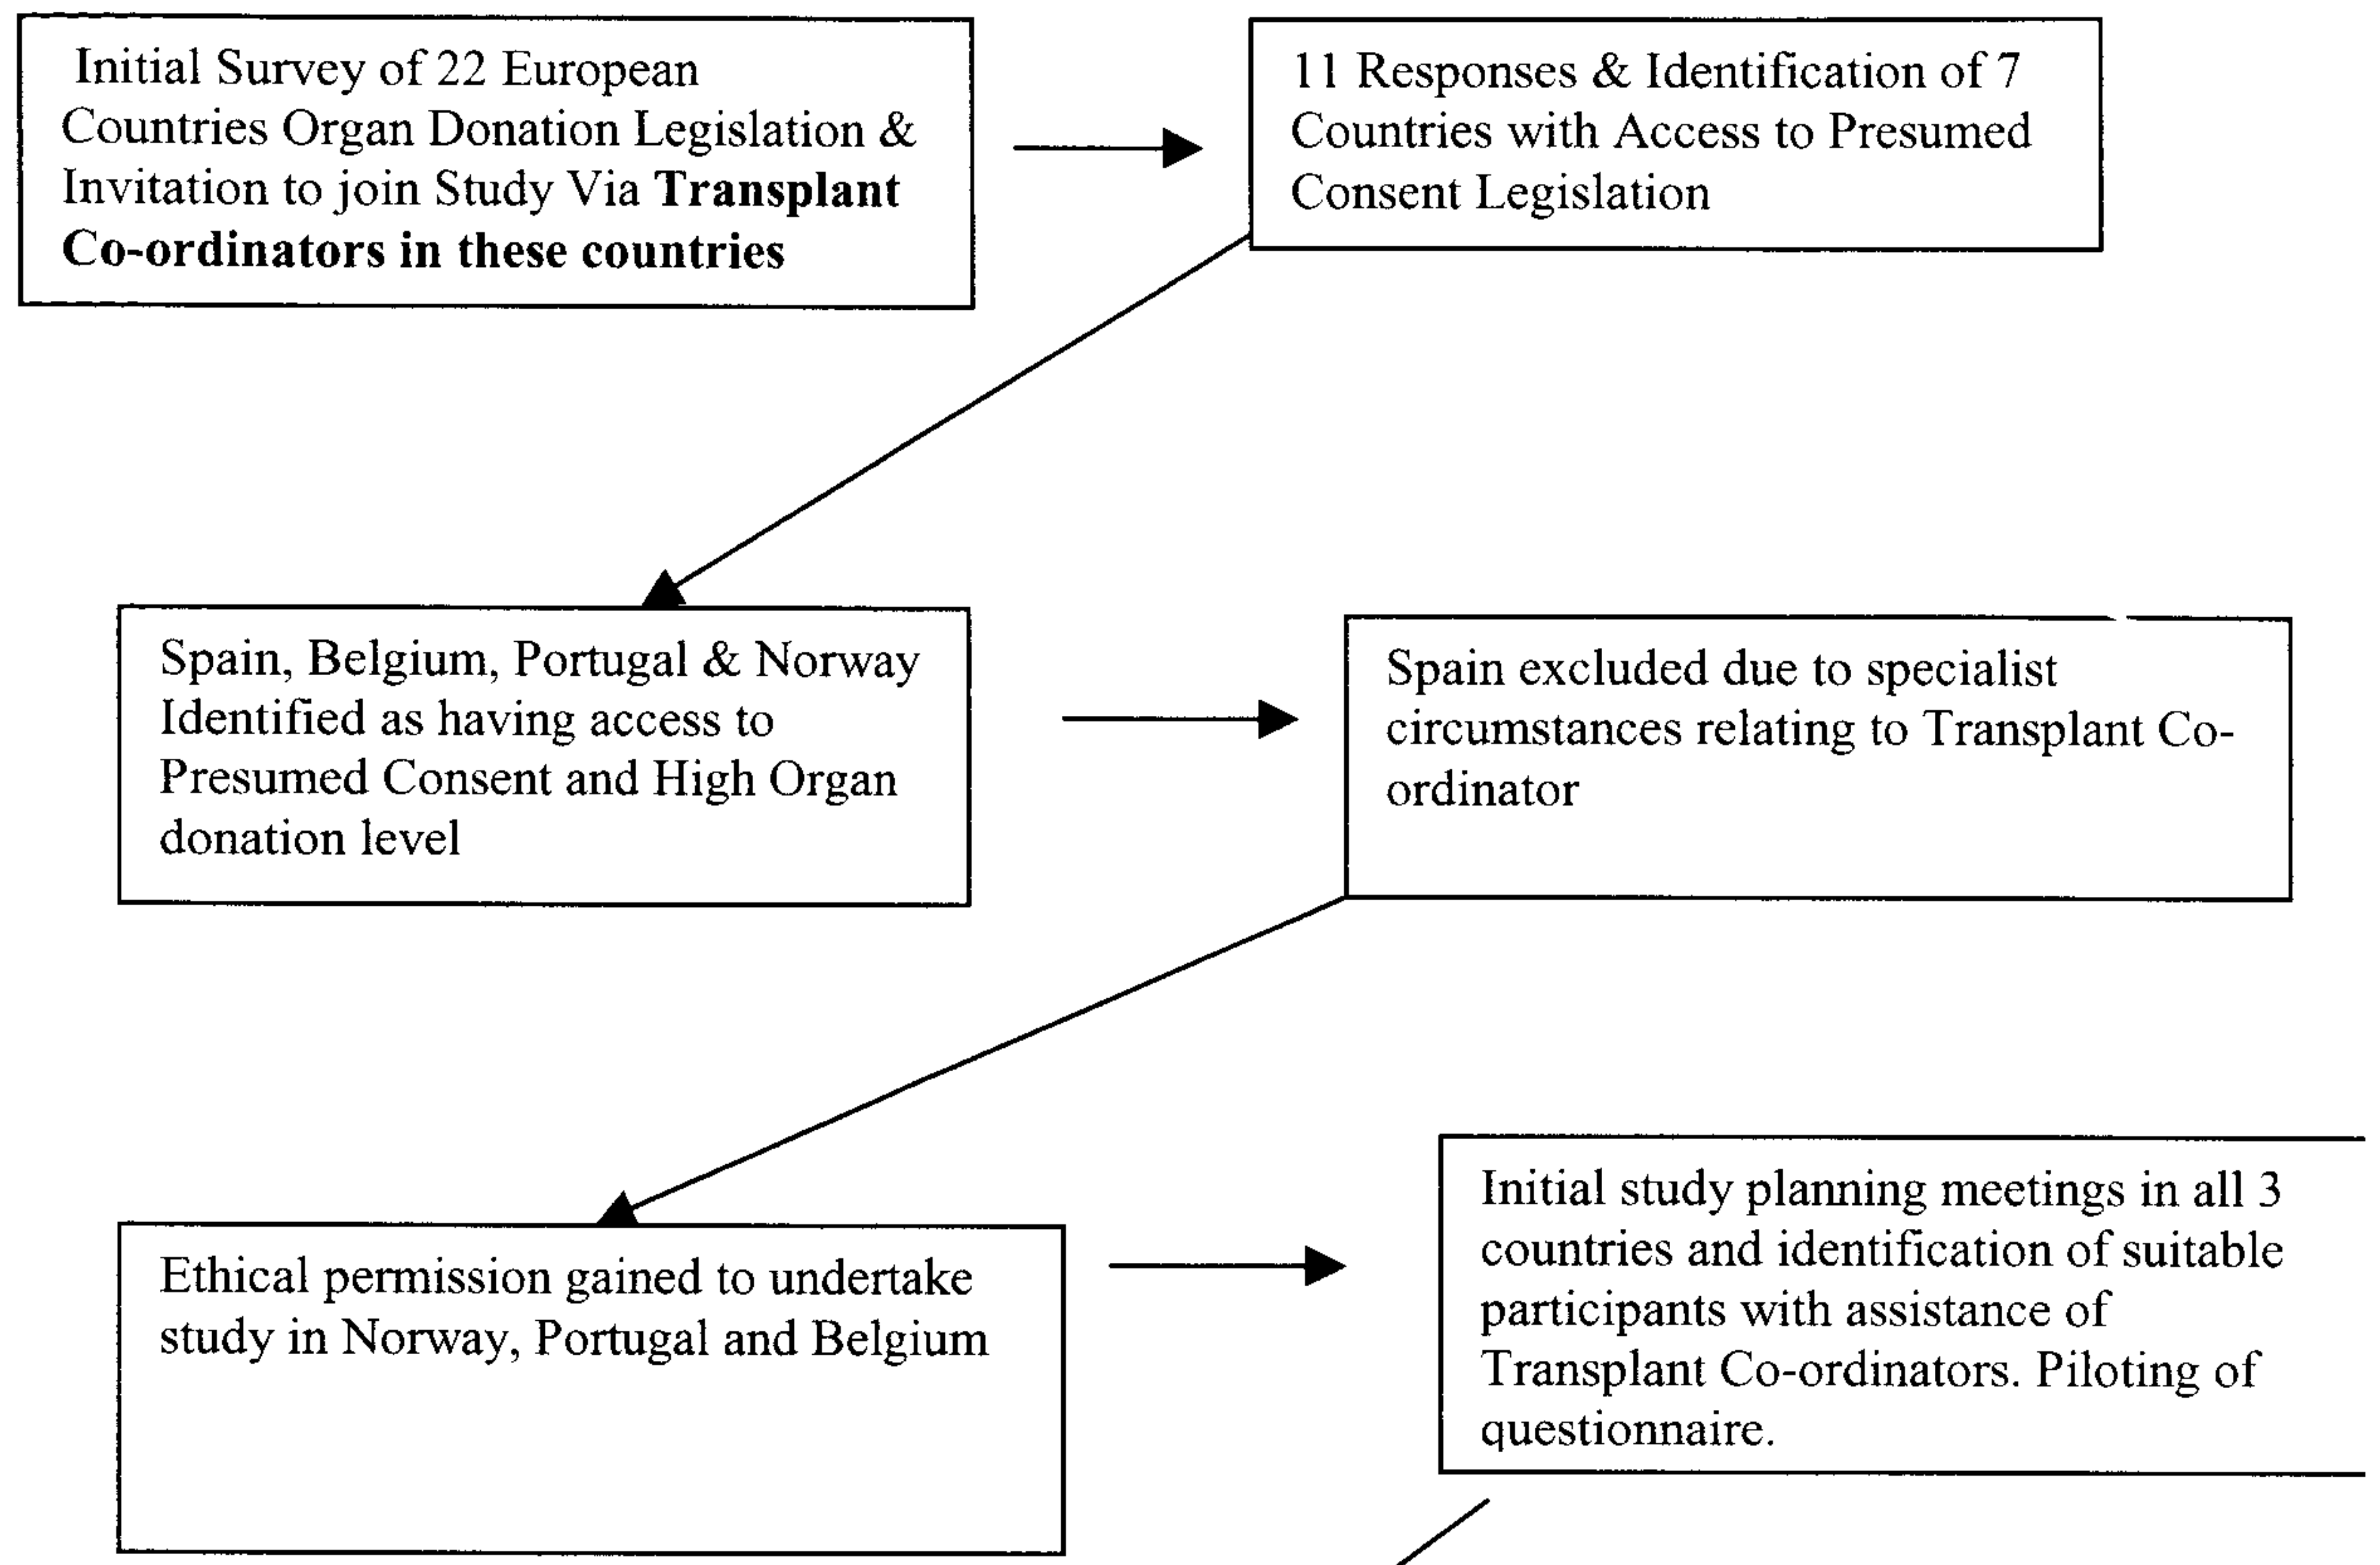 Initial Survey of 22 European
Countries Organ Donation Legislation &
Invitation to join Study Via Transplant
Co-ordinators in these countries
11 Responses & Identification of 7
Countries with Access to Presumed
Consent Legislation
Spain, Belgium, Portugal & Norway
Identified as having access to
Presumed Consent and High Organ
donation level
Spain excluded due to specialist
circumstances relating to Transplant Co-
ordinator
Ethical permission gained to undertake
study in Norway, Portugal and Belgium
Initial study planning meetings in all 3
countries and identification of suitable
participants with assistance of
Transplant Co-ordinators. Piloting of
questionnaire.